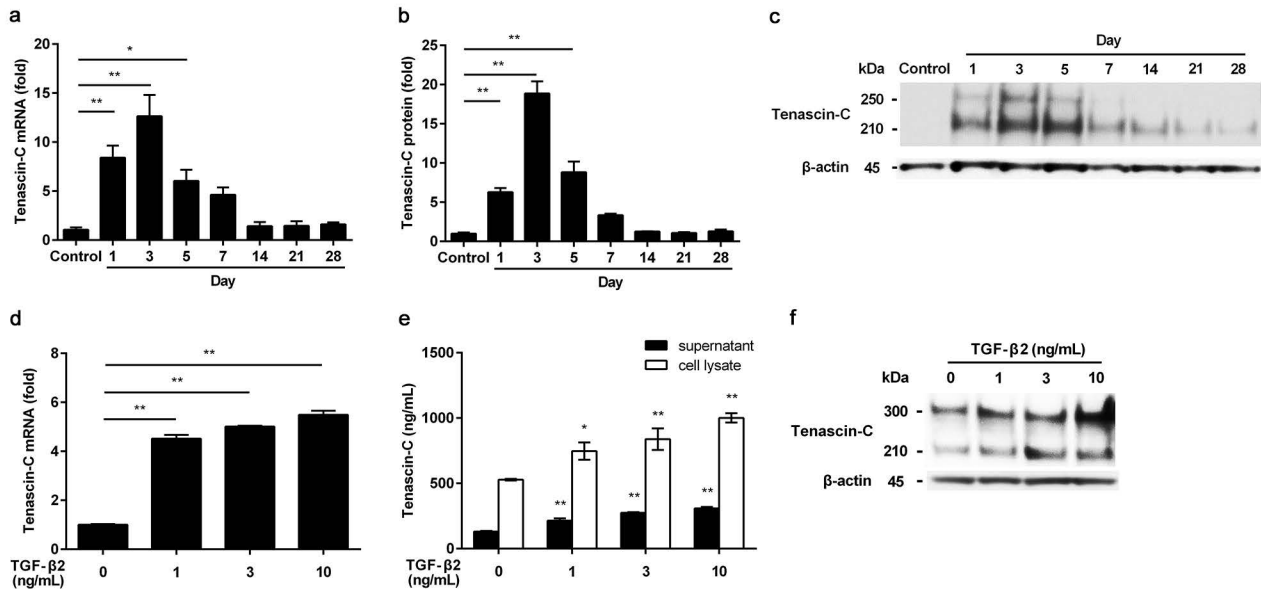 a
Tenascin-C mRNA (fold)
20
15
10
5
0
*
**
**
Control 1 3 5 7 14 21 28
Day
b
Tenascin-C protein (fold)
25
20
15
10
5
0
**
**
**
Control 1 3 5 7 14 21 28
Day
c
Day
kDa Control 1 3 5 7 14 21 28
Tenascin-C
250 -
210 -
β-actin 45 -
d
Tenascin-C mRNA (fold)
8
6
4
2
0
**
**
**
TGF-β2
(ng/mL)
0 1 3 10
e
supernatant
cell lysate
Tenascin-C (ng/mL)
1500
1000
500
0
* ** **
** ** **
TGF-β2
(ng/mL)
0 1 3 10
f
TGF-β2 (ng/mL)
kDa 0 1 3 10
300 -
Tenascin-C
210 -
β-actin 45 -